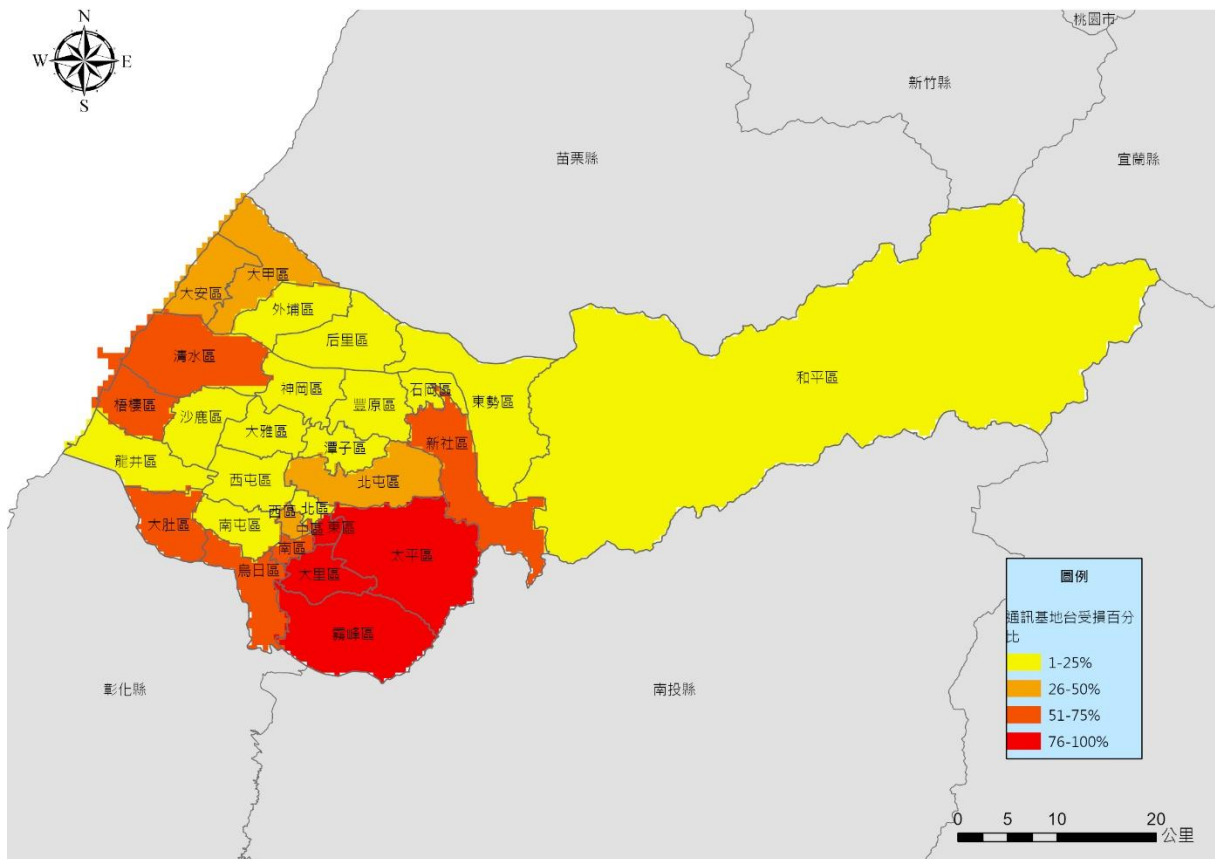 N
W E
S
桃園市
新竹縣
苗栗縣
宜蘭縣
大甲區
大安區
外埔區
后里區
清水區
和平區
神岡區
石岡區
東勢區
梧棲區
豐原區
沙鹿區
大雅區
新社區
潭子區
龍井區
西屯區
北屯區
北區
西區
大肚區
南屯區
中區
東區
南區
太平區
烏日區
大里區
霧峰區
彰化縣
南投縣
圖例
通訊基地台受損百分
比
1-25%
26-50%
51-75%
76-100%
0 5 10 20
公里